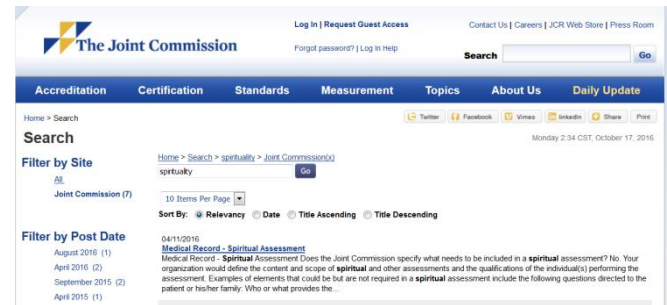 Log In | Request Guest Access
Contact Us | Careers | JCR Web Store | Press Room
The Joint Commission
Forgot password? | Log In Help
Search
Go
Accreditation Certification Standards Measurement Topics About Us Daily Update
Home > Search
Twitter Facebook Vimeo linkedin Share Print
Search
Monday 2:34 CST, October 17, 2016
Filter by Site
All
Joint Commission (7)
Home > Search > spirituality > Joint Commission(x)
spirituality
Go
10 Items Per Page
Sort By: Relevancy Date Title Ascending Title Descending
Filter by Post Date
August 2016 (1)
April 2016 (2)
September 2015 (2)
April 2015 (1)
04/11/2016
Medical Record - Spiritual Assessment
Medical Record - Spiritual Assessment Does the Joint Commission specify what needs to be included in a spiritual assessment? No. Your
organization would define the content and scope of spiritual and other assessments and the qualifications of the individual(s) performing the
assessment. Examples of elements that could be but are not required in a spiritual assessment include the following questions directed to the
patient or his/her family: Who or what provides the...